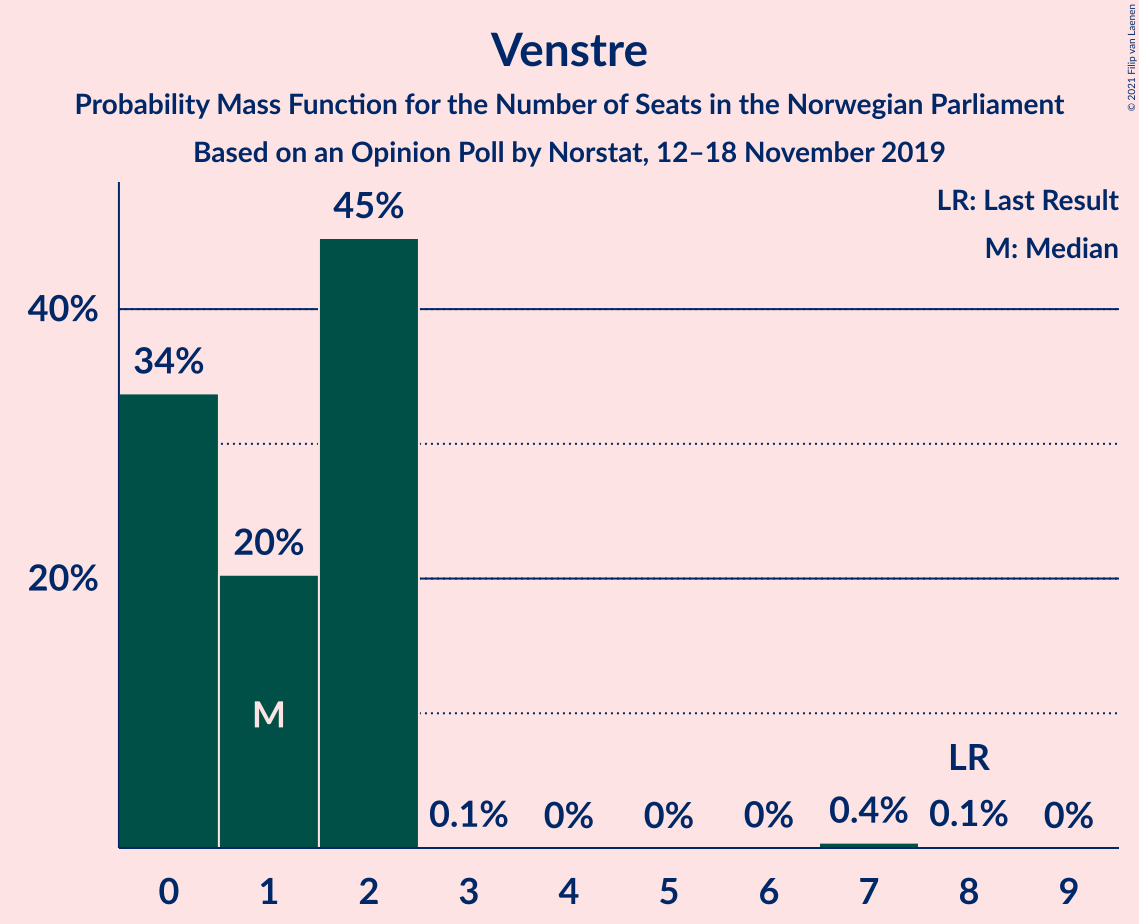 Venstre
Probability Mass Function for the Number of Seats in the Norwegian Parliament
Based on an Opinion Poll by Norstat, 12–18 November 2019
© 2021 Filip van Laenen
LR: Last Result
M: Median
45%
40%
34%
20%
20%
M
LR
0.1% 0% 0% 0% 0.4% 0.1% 0%
0 1 2 3 4 5 6 7 8 9